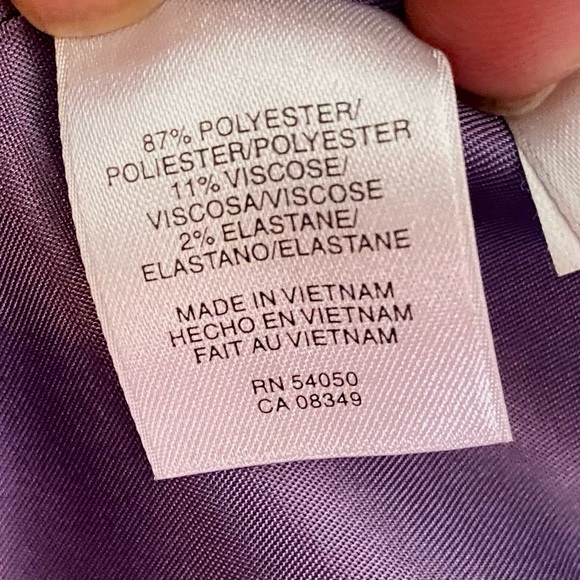 87% POLYESTER/
POLIESTER/POLYESTER
11% VISCOSE/
VISCOSA/VISCOSE
2% ELASTANE/
ELASTANO/ELASTANE
MADE IN VIETNAM
HECHO EN VIETNAM
FAIT AU VIETNAM
RN 54050
CA 08349